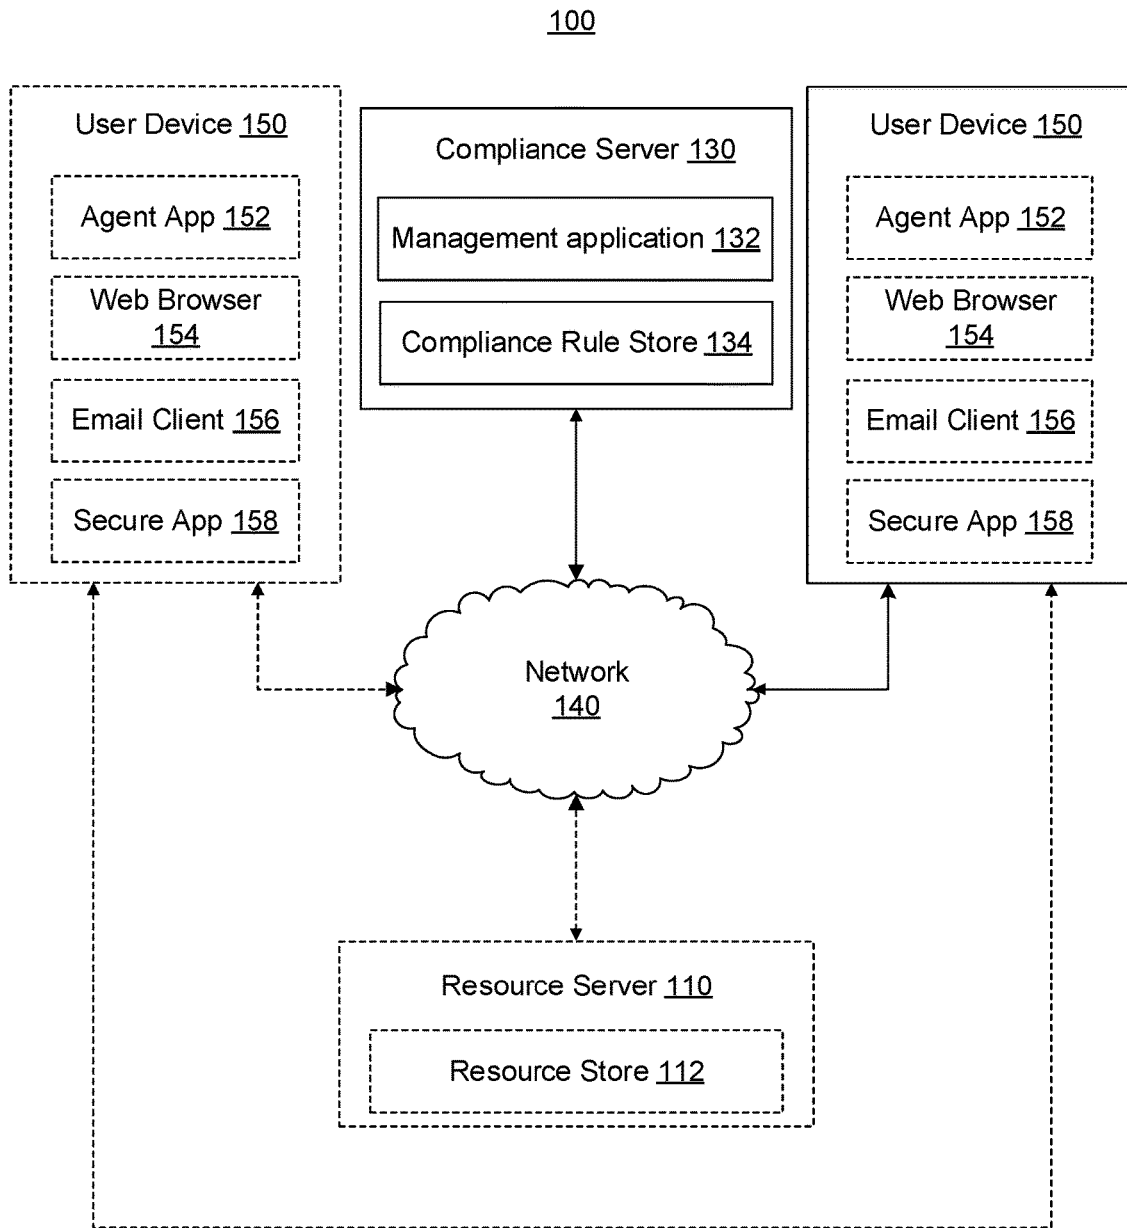 100
User Device 150
Agent App 152
Web Browser
154
Email Client 156
Secure App 158
Compliance Server 130
Management application 132
Compliance Rule Store 134
User Device 150
Agent App 152
Web Browser
154
Email Client 156
Secure App 158
Network
140
Resource Server 110
Resource Store 112